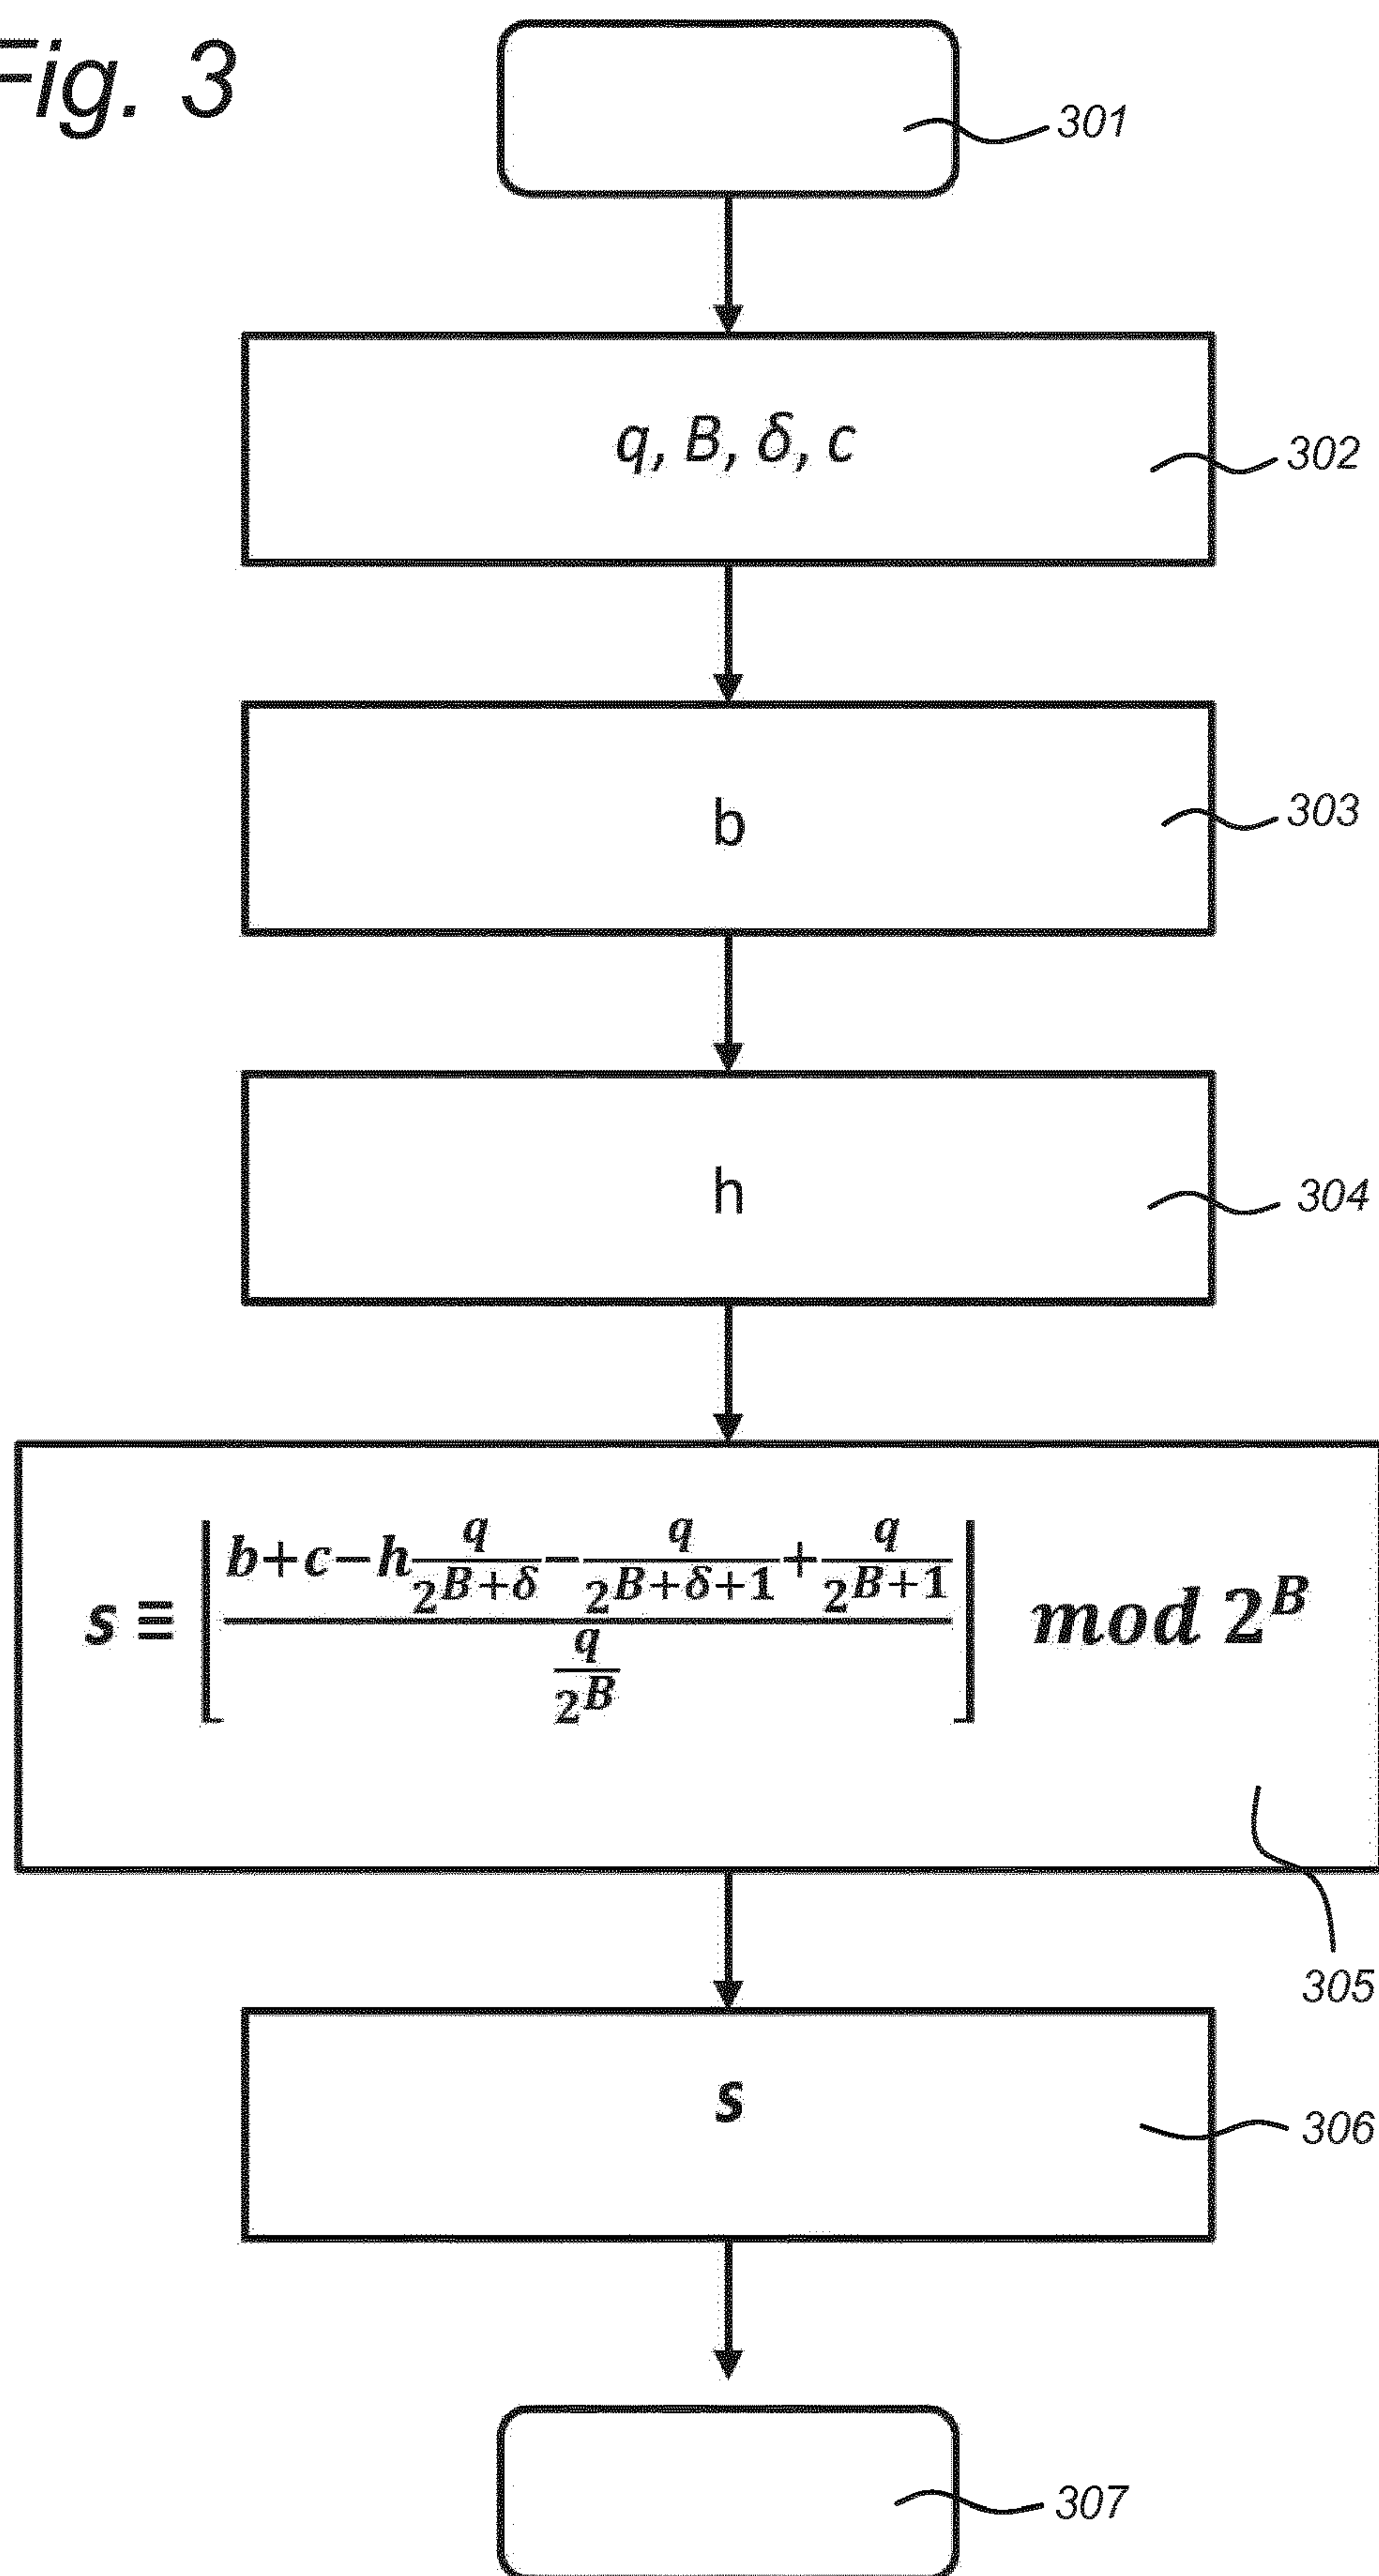 Fig. 3
301
q, B, δ, c
302
b
303
h
304
s ≡ ⌊(b+c−h q/2^{B+δ} − q/2^{B+δ+1} + q/2^{B+1}) / (q/2^B)⌋ mod 2^B
305
s
306
307